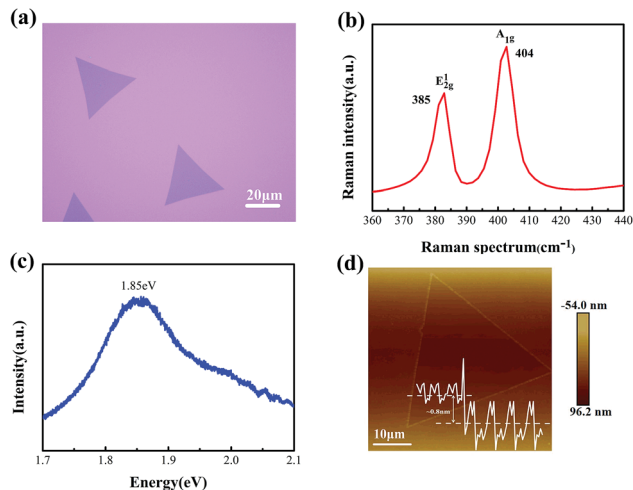 (a)
20μm
(b)
Raman intensity(a.u.)
A1g
404
E¹2g
385
360 370 380 390 400 410 420 430 440
Raman spectrum(cm⁻¹)
(c)
Intensity(a.u.)
1.85eV
1.7 1.8 1.9 2.0 2.1
Energy(eV)
(d)
~0.8nm
10μm
-54.0 nm
96.2 nm